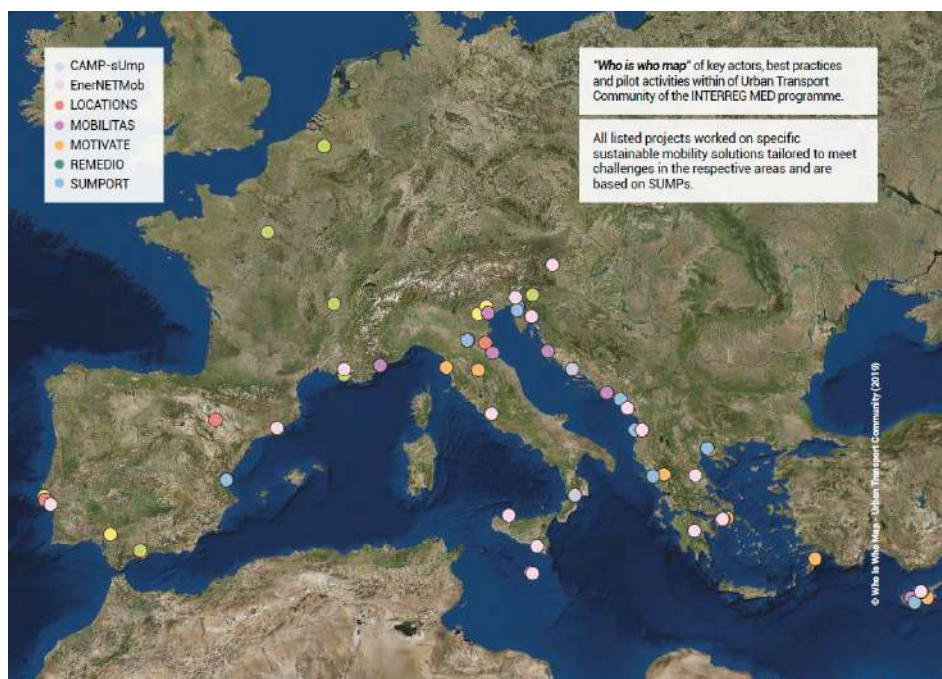 CAMP-sUmp
EnerNETMob
LOCATIONS
MOBILITAS
MOTIVATE
REMEDIO
SUMPORT
"Who is who map" of key actors, best practices
and pilot activities within of Urban Transport
Community of the INTERREG MED programme.
All listed projects worked on specific
sustainable mobility solutions tailored to meet
challenges in the respective areas and are
based on SUMPs.
© Who Is Who Map - Urban Transport Community (2019)